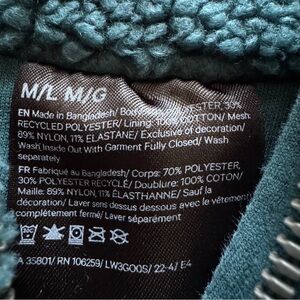 M/L M/G
EN Made in Bangladesh/ Body: POLYESTER, 30%
RECYCLED POLYESTER/ Lining: 100% COTTON/ Mesh:
89% NYLON, 11% ELASTANE/ Exclusive of decoration/
Wash Inside Out With Garment Fully Closed/ Wash
separately
FR Fabriqué au Bangladesh/ Corps: 70% POLYESTER,
30% POLYESTER RECYCLÉ/ Doublure: 100% COTON/
Maille: 89% NYLON, 11% ÉLASTHANNE/ Sauf la
décoration/ Laver sens dessus dessous avec le vêtement
complètement fermé/ Laver séparément
A 35801/ RN 106259/ LW3G00S/ 22-4/ E4